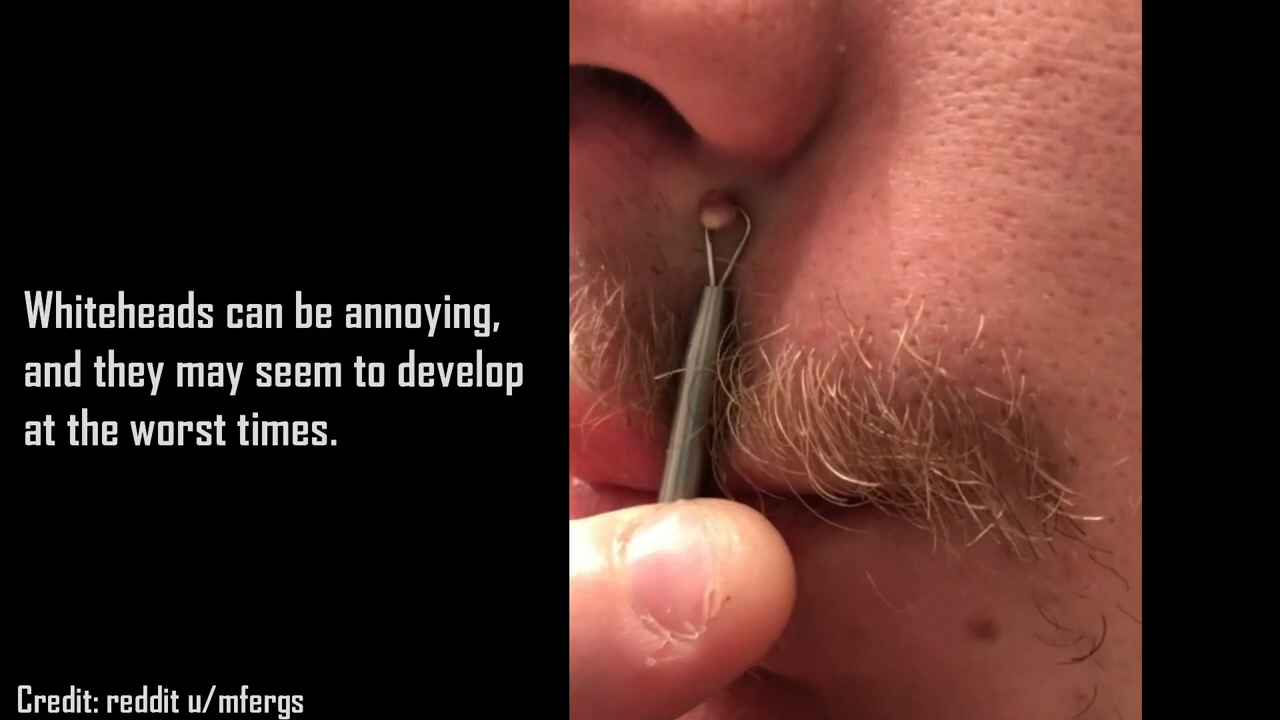 Whiteheads can be annoying,
and they may seem to develop
at the worst times.
Credit: reddit u/mfergs